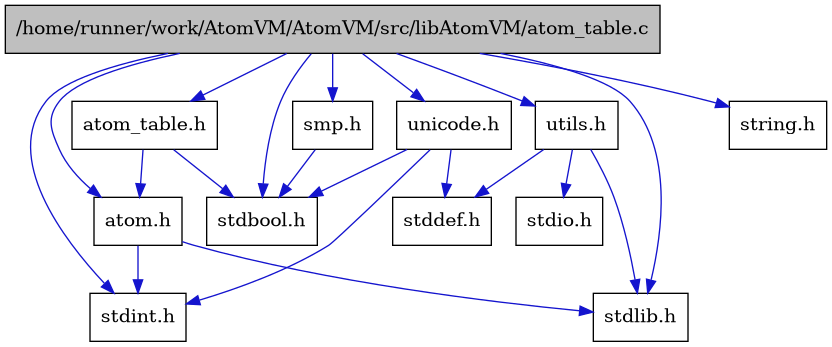 /home/runner/work/AtomVM/AtomVM/src/libAtomVM/atom_table.c
atom_table.h
smp.h
unicode.h
utils.h
string.h
atom.h
stdbool.h
stddef.h
stdio.h
stdint.h
stdlib.h